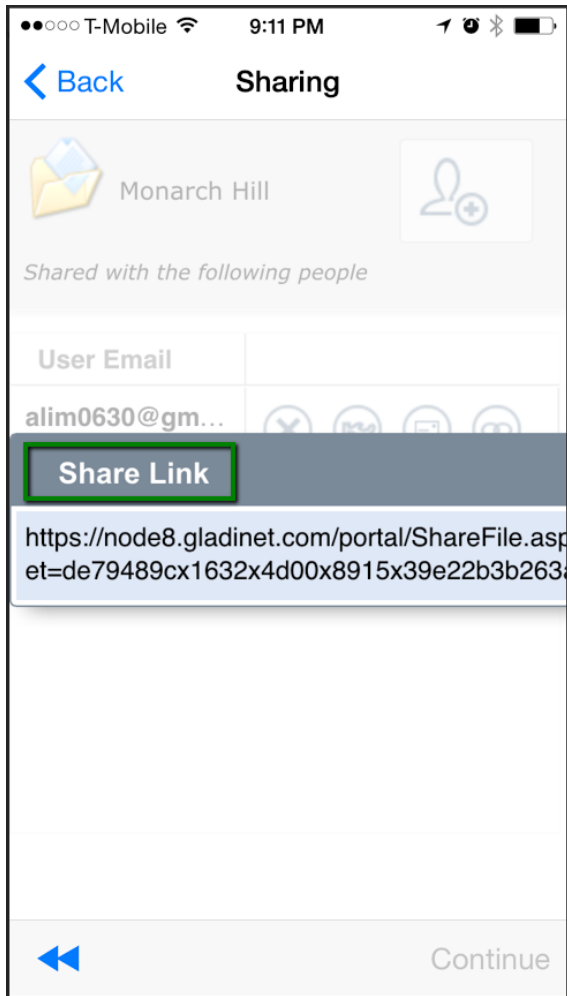 T-Mobile 9:11 PM
Back Sharing
Monarch Hill
Shared with the following people
User Email
alim0630@gm...
Share Link
https://node8.gladinet.com/portal/ShareFile.asp
et=de79489cx1632x4d00x8915x39e22b3b263a
Continue